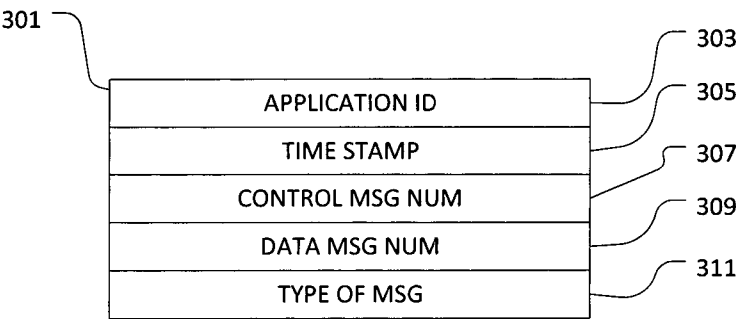 301
303
APPLICATION ID
305
TIME STAMP
307
CONTROL MSG NUM
309
DATA MSG NUM
311
TYPE OF MSG